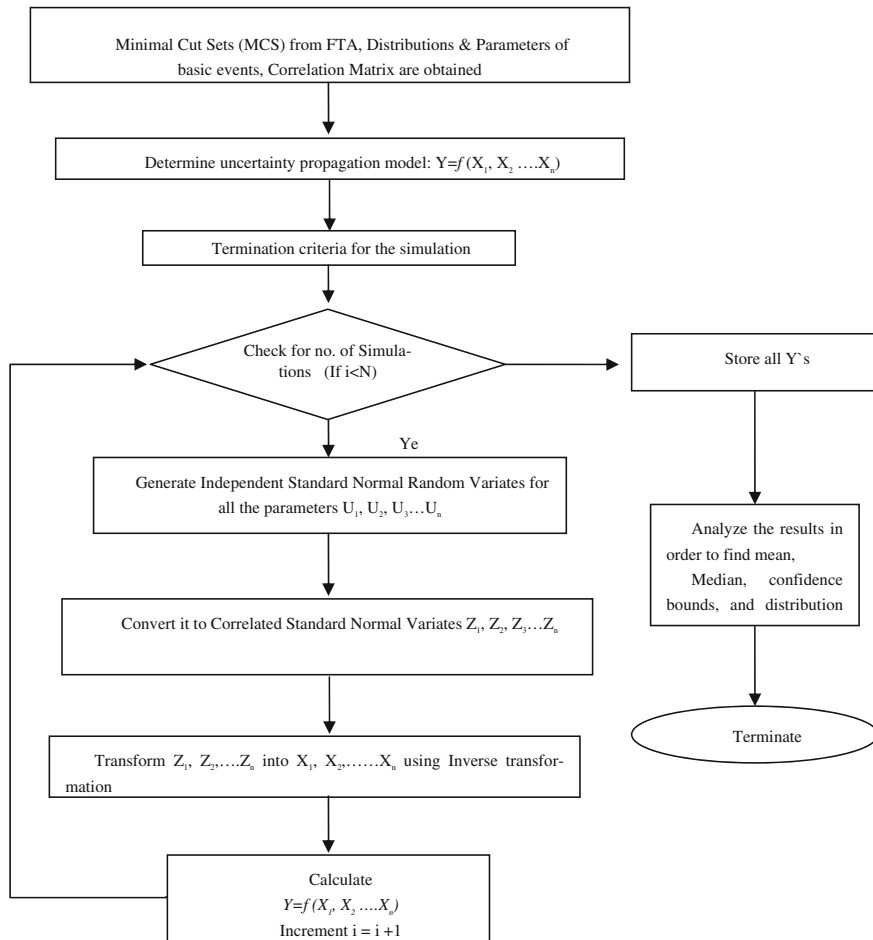 Minimal Cut Sets (MCS) from FTA, Distributions & Parameters of
basic events, Correlation Matrix are obtained
Determine uncertainty propagation model: Y=f (X₁, X₂ ….Xₙ)
Termination criteria for the simulation
Check for no. of Simula-
tions (If i<N)
Store all Y`s
Ye
Generate Independent Standard Normal Random Variates for
all the parameters U₁, U₂, U₃…Uₙ
Analyze the results in
order to find mean,
Median, confidence
bounds, and distribution
Convert it to Correlated Standard Normal Variates Z₁, Z₂, Z₃…Zₙ
Terminate
Transform Z₁, Z₂,….Zₙ into X₁, X₂,……Xₙ using Inverse transfor-
mation
Calculate
Y=f (X₁, X₂ ….Xₙ)
Increment i = i +1